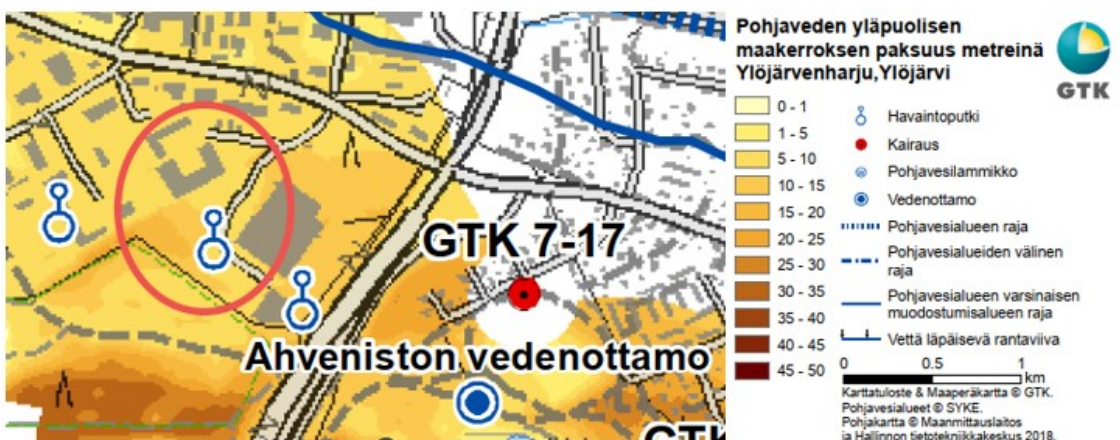 GTK 7-17
Ahveniston vedenottamo
GTK
Pohjaveden yläpuolisen
maakerroksen paksuus metreinä
Ylöjärvenharju,Ylöjärvi
GTK
0 - 1
1 - 5
5 - 10
10 - 15
15 - 20
20 - 25
25 - 30
30 - 35
35 - 40
40 - 45
45 - 50
Havaintoputki
Kairaus
Pohjavesilammikko
Vedenottamo
Pohjavesialueen raja
Pohjavesialueiden välinen
raja
Pohjavesialueen varsinaisen
muodostumisalueen raja
Vettä läpäisevä rantaviiva
0 0.5 1
km
Karttatuloste & Maaperäkartta © GTK.
Pohjavesialueet © SYKE.
Pohjakartta © Maanmittauslaitos
ja Hallinnon tietotekniikkakeskus 2018.